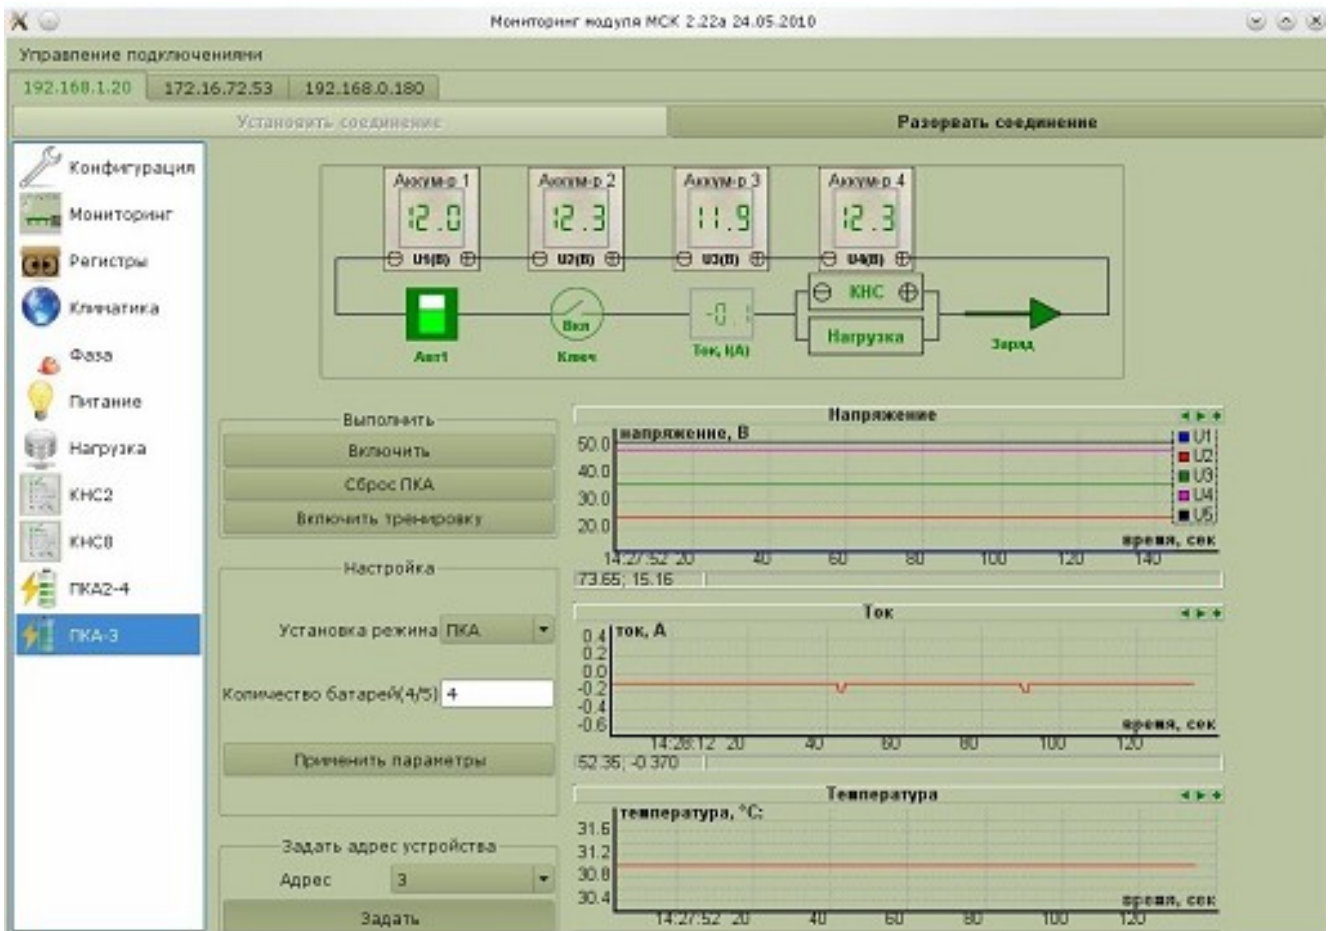 Мониторинг модуля МСК 2.22а 24.05.2010
Управление подключениями
192.168.1.20 172.16.72.53 192.168.0.180
Установить соединение Разорвать соединение
Конфигурация
Мониторинг
Регистры
Климатика
Фаза
Питание
Нагрузка
КНС2
КНС8
ПКА2-4
ПКА-3
Аккум-р 1 Аккум-р 2 Аккум-р 3 Аккум-р 4
12.0 12.3 11.9 12.3
U1(В) U2(В) U3(В) U4(В)
КНС
Вкл -0.1
Нагрузка
Авт1 Ключ Ток, I(А) Заряд
Выполнить
Включить
Сброс ПКА
Включить тренировку
Настройка
Установка режима ПКА
Количество батарей(4/5) 4
Применить параметры
Задать адрес устройства
Адрес 3
Задать
Напряжение
напряжение, В
50.0
40.0
30.0
20.0
U1
U2
U3
U4
U5
время, сек
14:27:52 20 40 60 80 100 120 140
73.65; 15.16
Ток
ток, А
0.4
0.2
0.0
-0.2
-0.4
-0.6
время, сек
14:28:12 20 40 60 80 100 120
52.35; -0.370
Температура
температура, °C:
31.6
31.2
30.8
30.4
время, сек
14:27:52 20 40 60 80 100 120